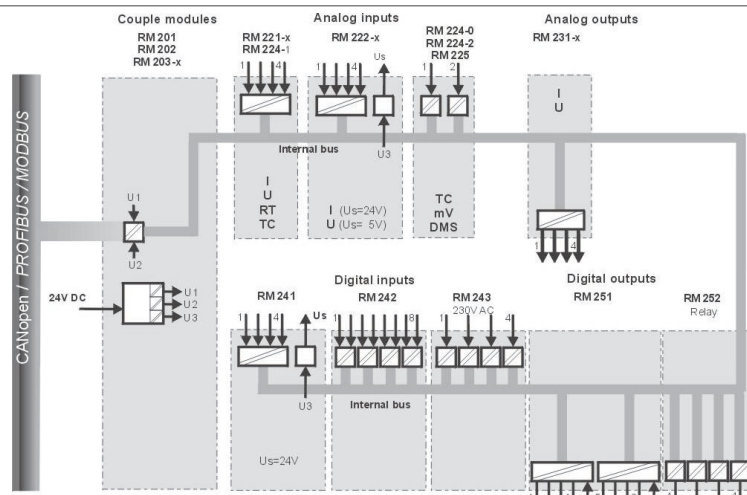 Couple modules
RM 201
RM 202
RM 203-x
Analog inputs
RM 221-x
RM 224-1
RM 222-x
RM 224-0
RM 224-2
RM 225
Analog outputs
RM 231-x
1 4
1 4
Us
1 2
I
U
Internal bus
U3
CANopen / PROFIBUS / MODBUS
U1
U2
I
U
RT
TC
I (Us=24V)
U (Us= 5V)
TC
mV
DMS
1 4
24V DC
U1
U2
U3
Digital inputs
RM 241
RM 242
RM 243
230V AC
Digital outputs
RM 251
RM 252
Relay
1 4
Us
1 8
1 4
U3
Internal bus
Us=24V